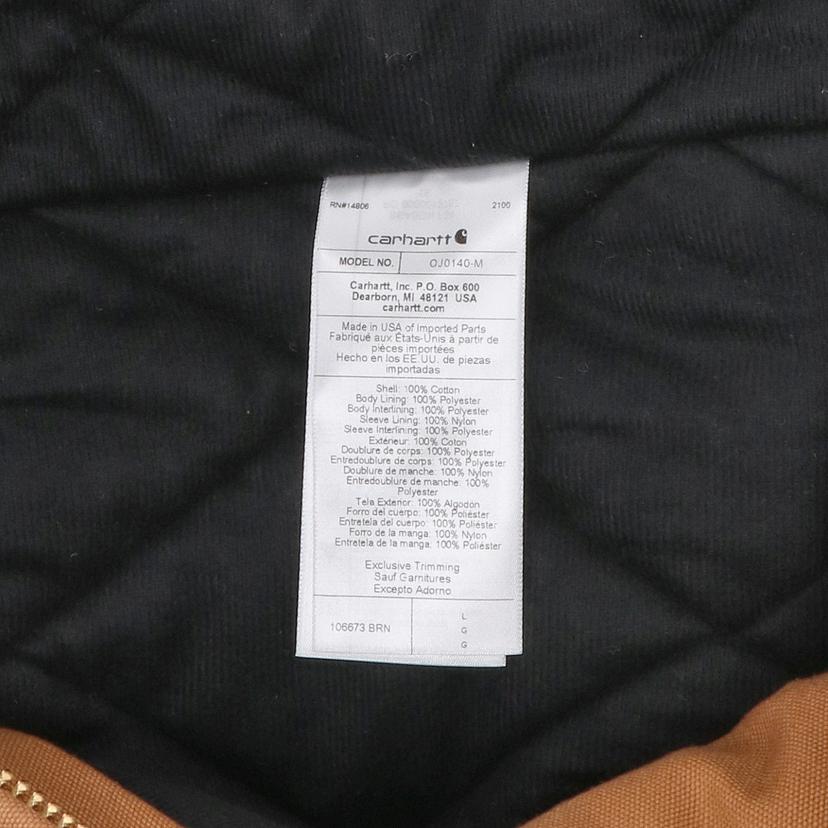 RN#14806 2100
carhartt
MODEL NO. OJ0140-M
Carhartt, Inc. P.O. Box 600
Dearborn, MI 48121 USA
carhartt.com
Made in USA of Imported Parts
Fabriqué aux États-Unis à partir de
pièces importées
Hecho en los EE.UU. de piezas
importadas
Shell: 100% Cotton
Body Lining: 100% Polyester
Body Interlining: 100% Polyester
Sleeve Lining: 100% Nylon
Sleeve Interlining: 100% Polyester
Extérieur: 100% Coton
Doublure de corps: 100% Polyester
Entredoublure de corps: 100% Polyester
Doublure de manche: 100% Nylon
Entredoublure de manche: 100%
Polyester
Tela Exterior: 100% Algodón
Forro del cuerpo: 100% Poliéster
Entretela del cuerpo: 100% Poliéster
Forro de la manga: 100% Nylon
Entretela de la manga: 100% Poliéster
Exclusive Trimming
Sauf Garnitures
Excepto Adorno
106673 BRN
L
G
G